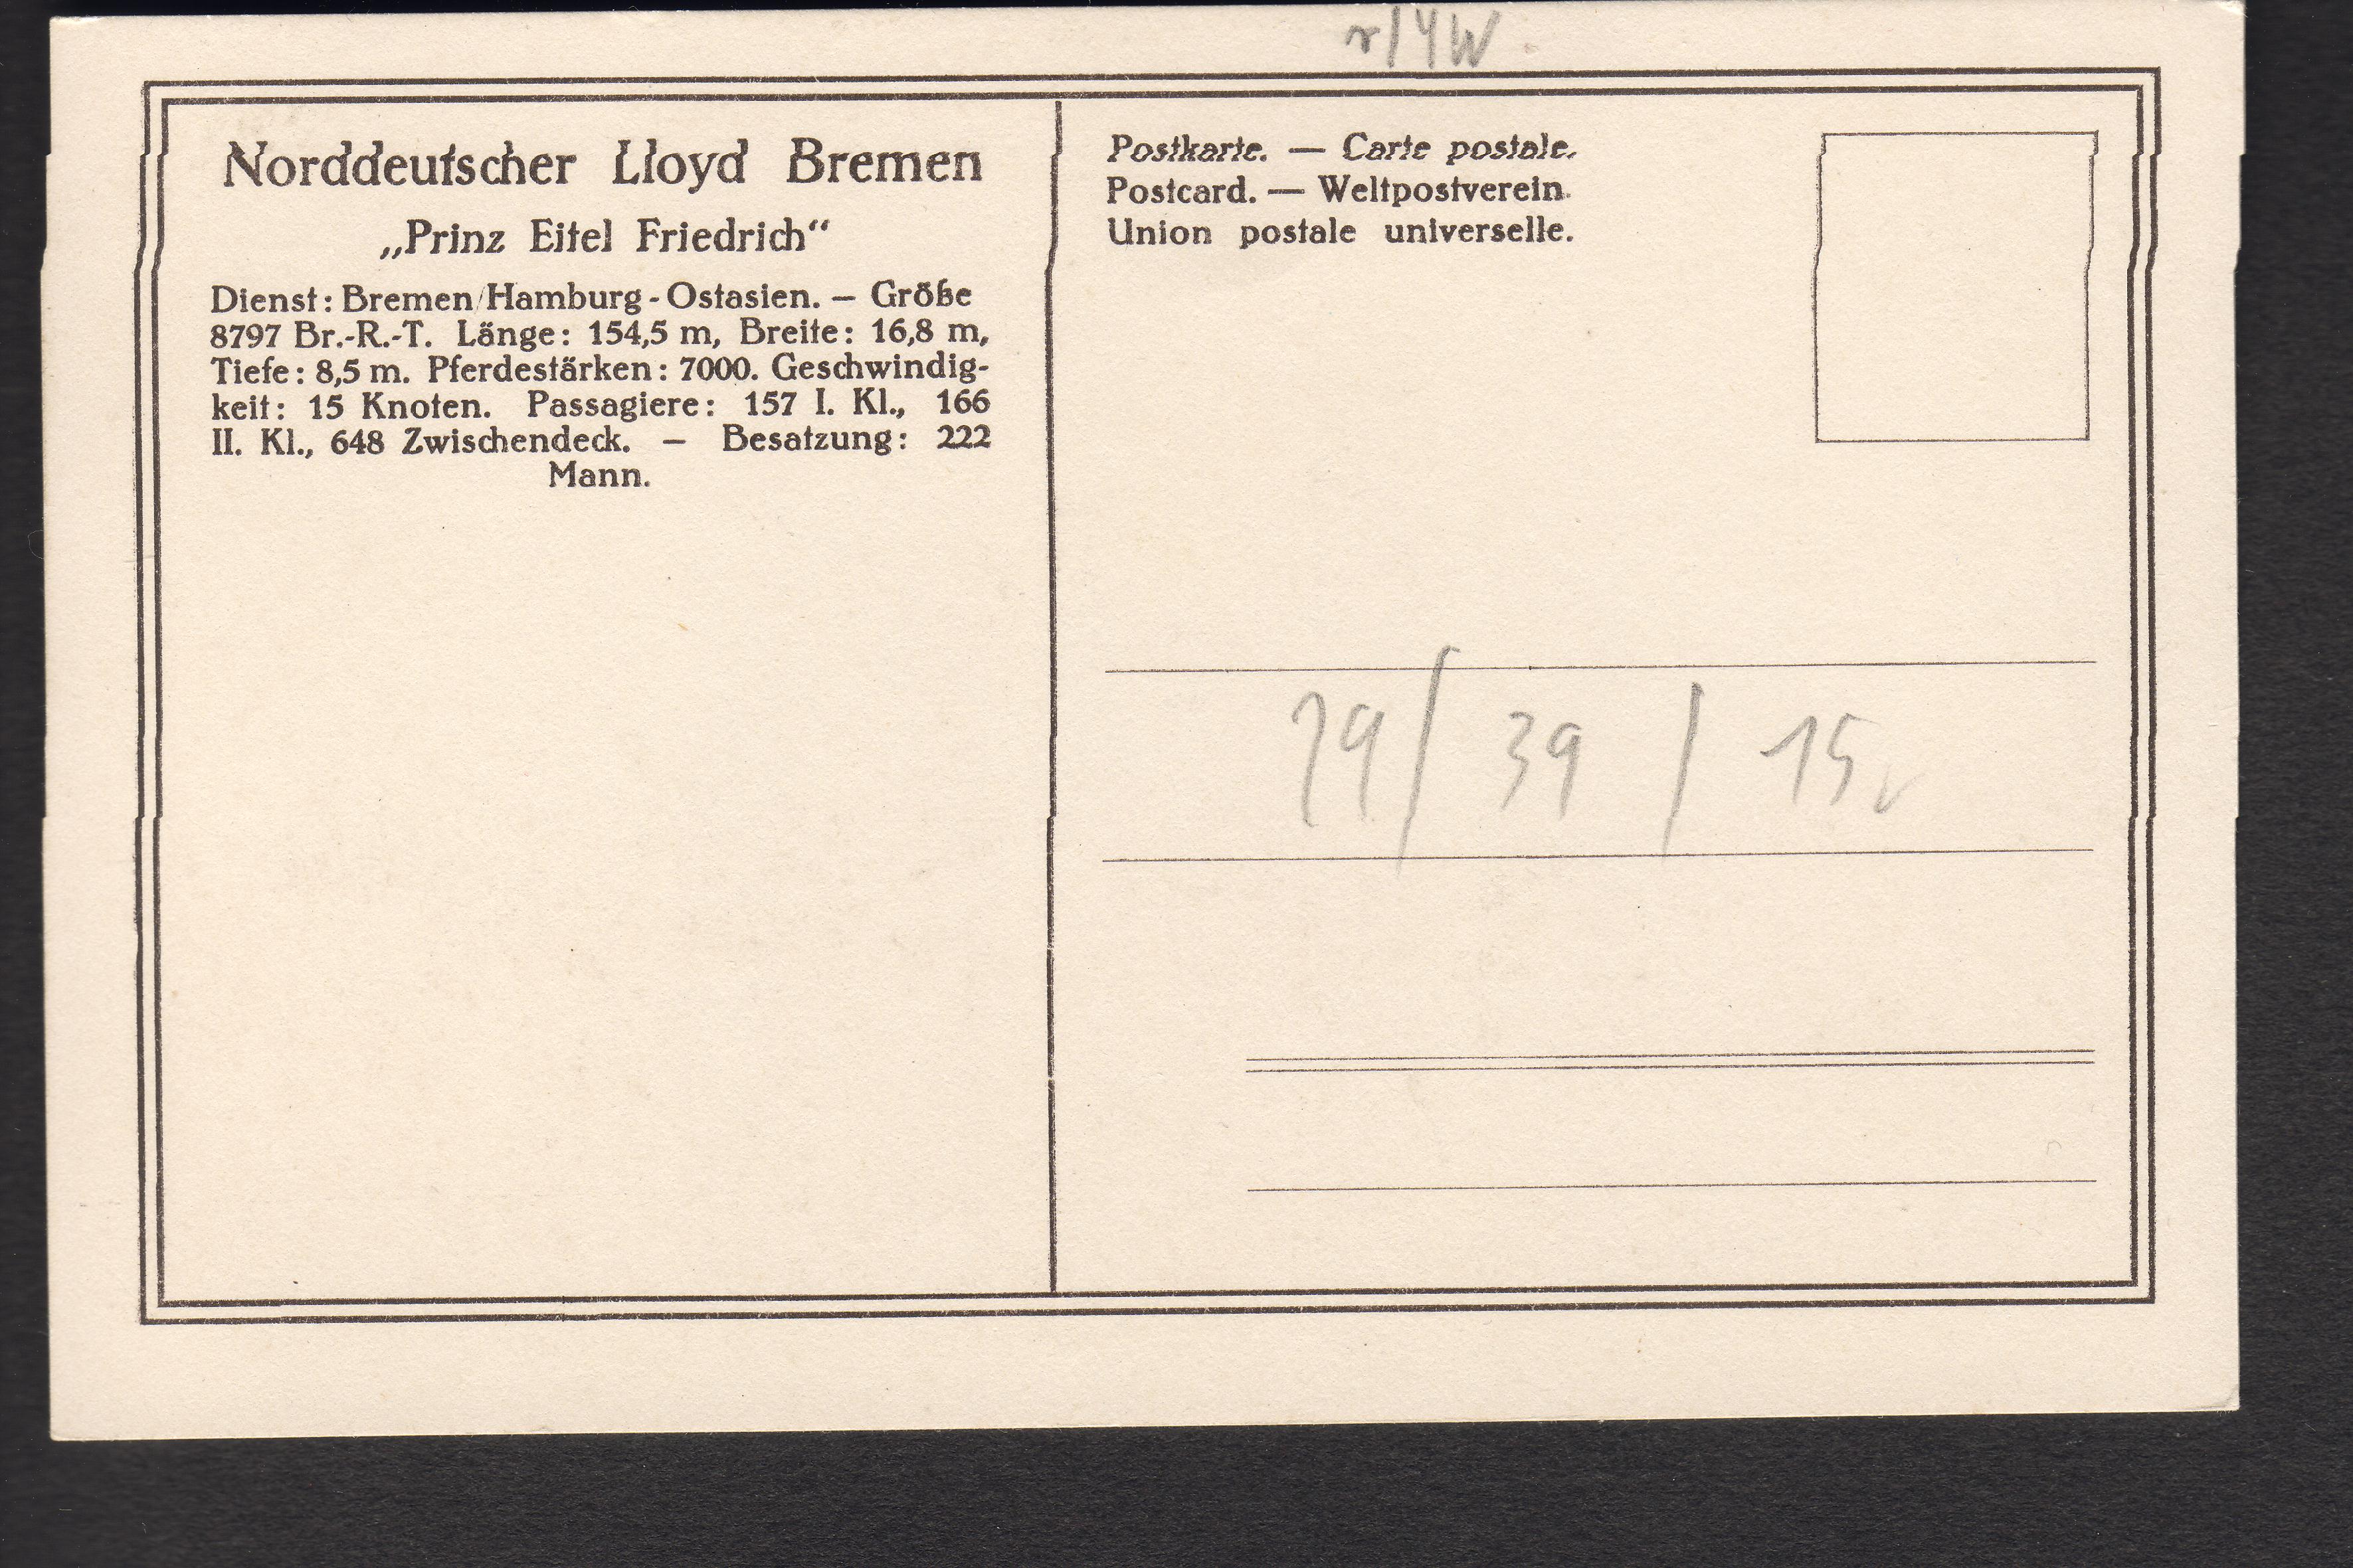 r/YW
Norddeutscher Lloyd Bremen
„Prinz Eitel Friedrich“
Dienst: Bremen/Hamburg - Ostasien. — Größe
8797 Br.-R.-T. Länge: 154,5 m, Breite: 16,8 m,
Tiefe: 8,5 m. Pferdestärken: 7000. Geschwindig-
keit: 15 Knoten. Passagiere: 157 I. Kl., 166
II. Kl., 648 Zwischendeck. — Besatzung: 222
Mann.
Postkarte. — Carte postale.
Postcard. — Weltpostverein.
Union postale universelle.
39 / 15